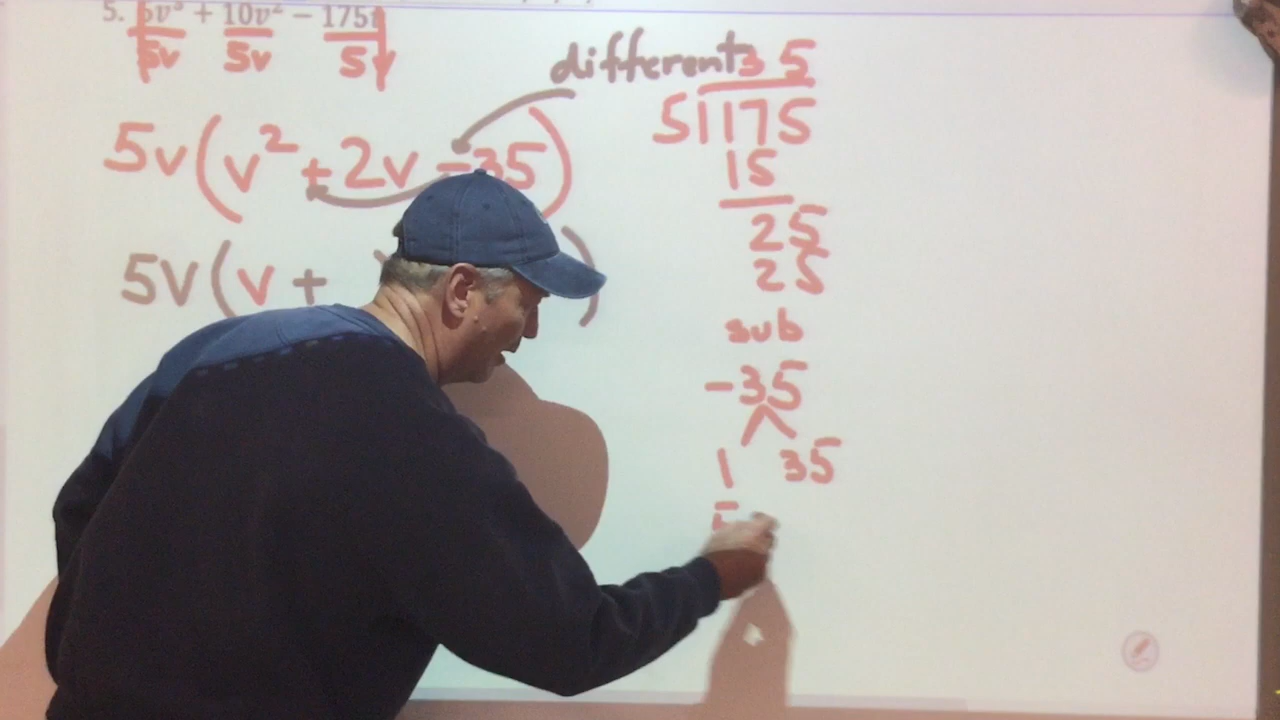 5. 5v³ + 10v² − 175v
5v 5v 5v
5v(v² + 2v − 35)
5V(v + )
different
35
5 175
15
25
25
sub
-35
1 35
5